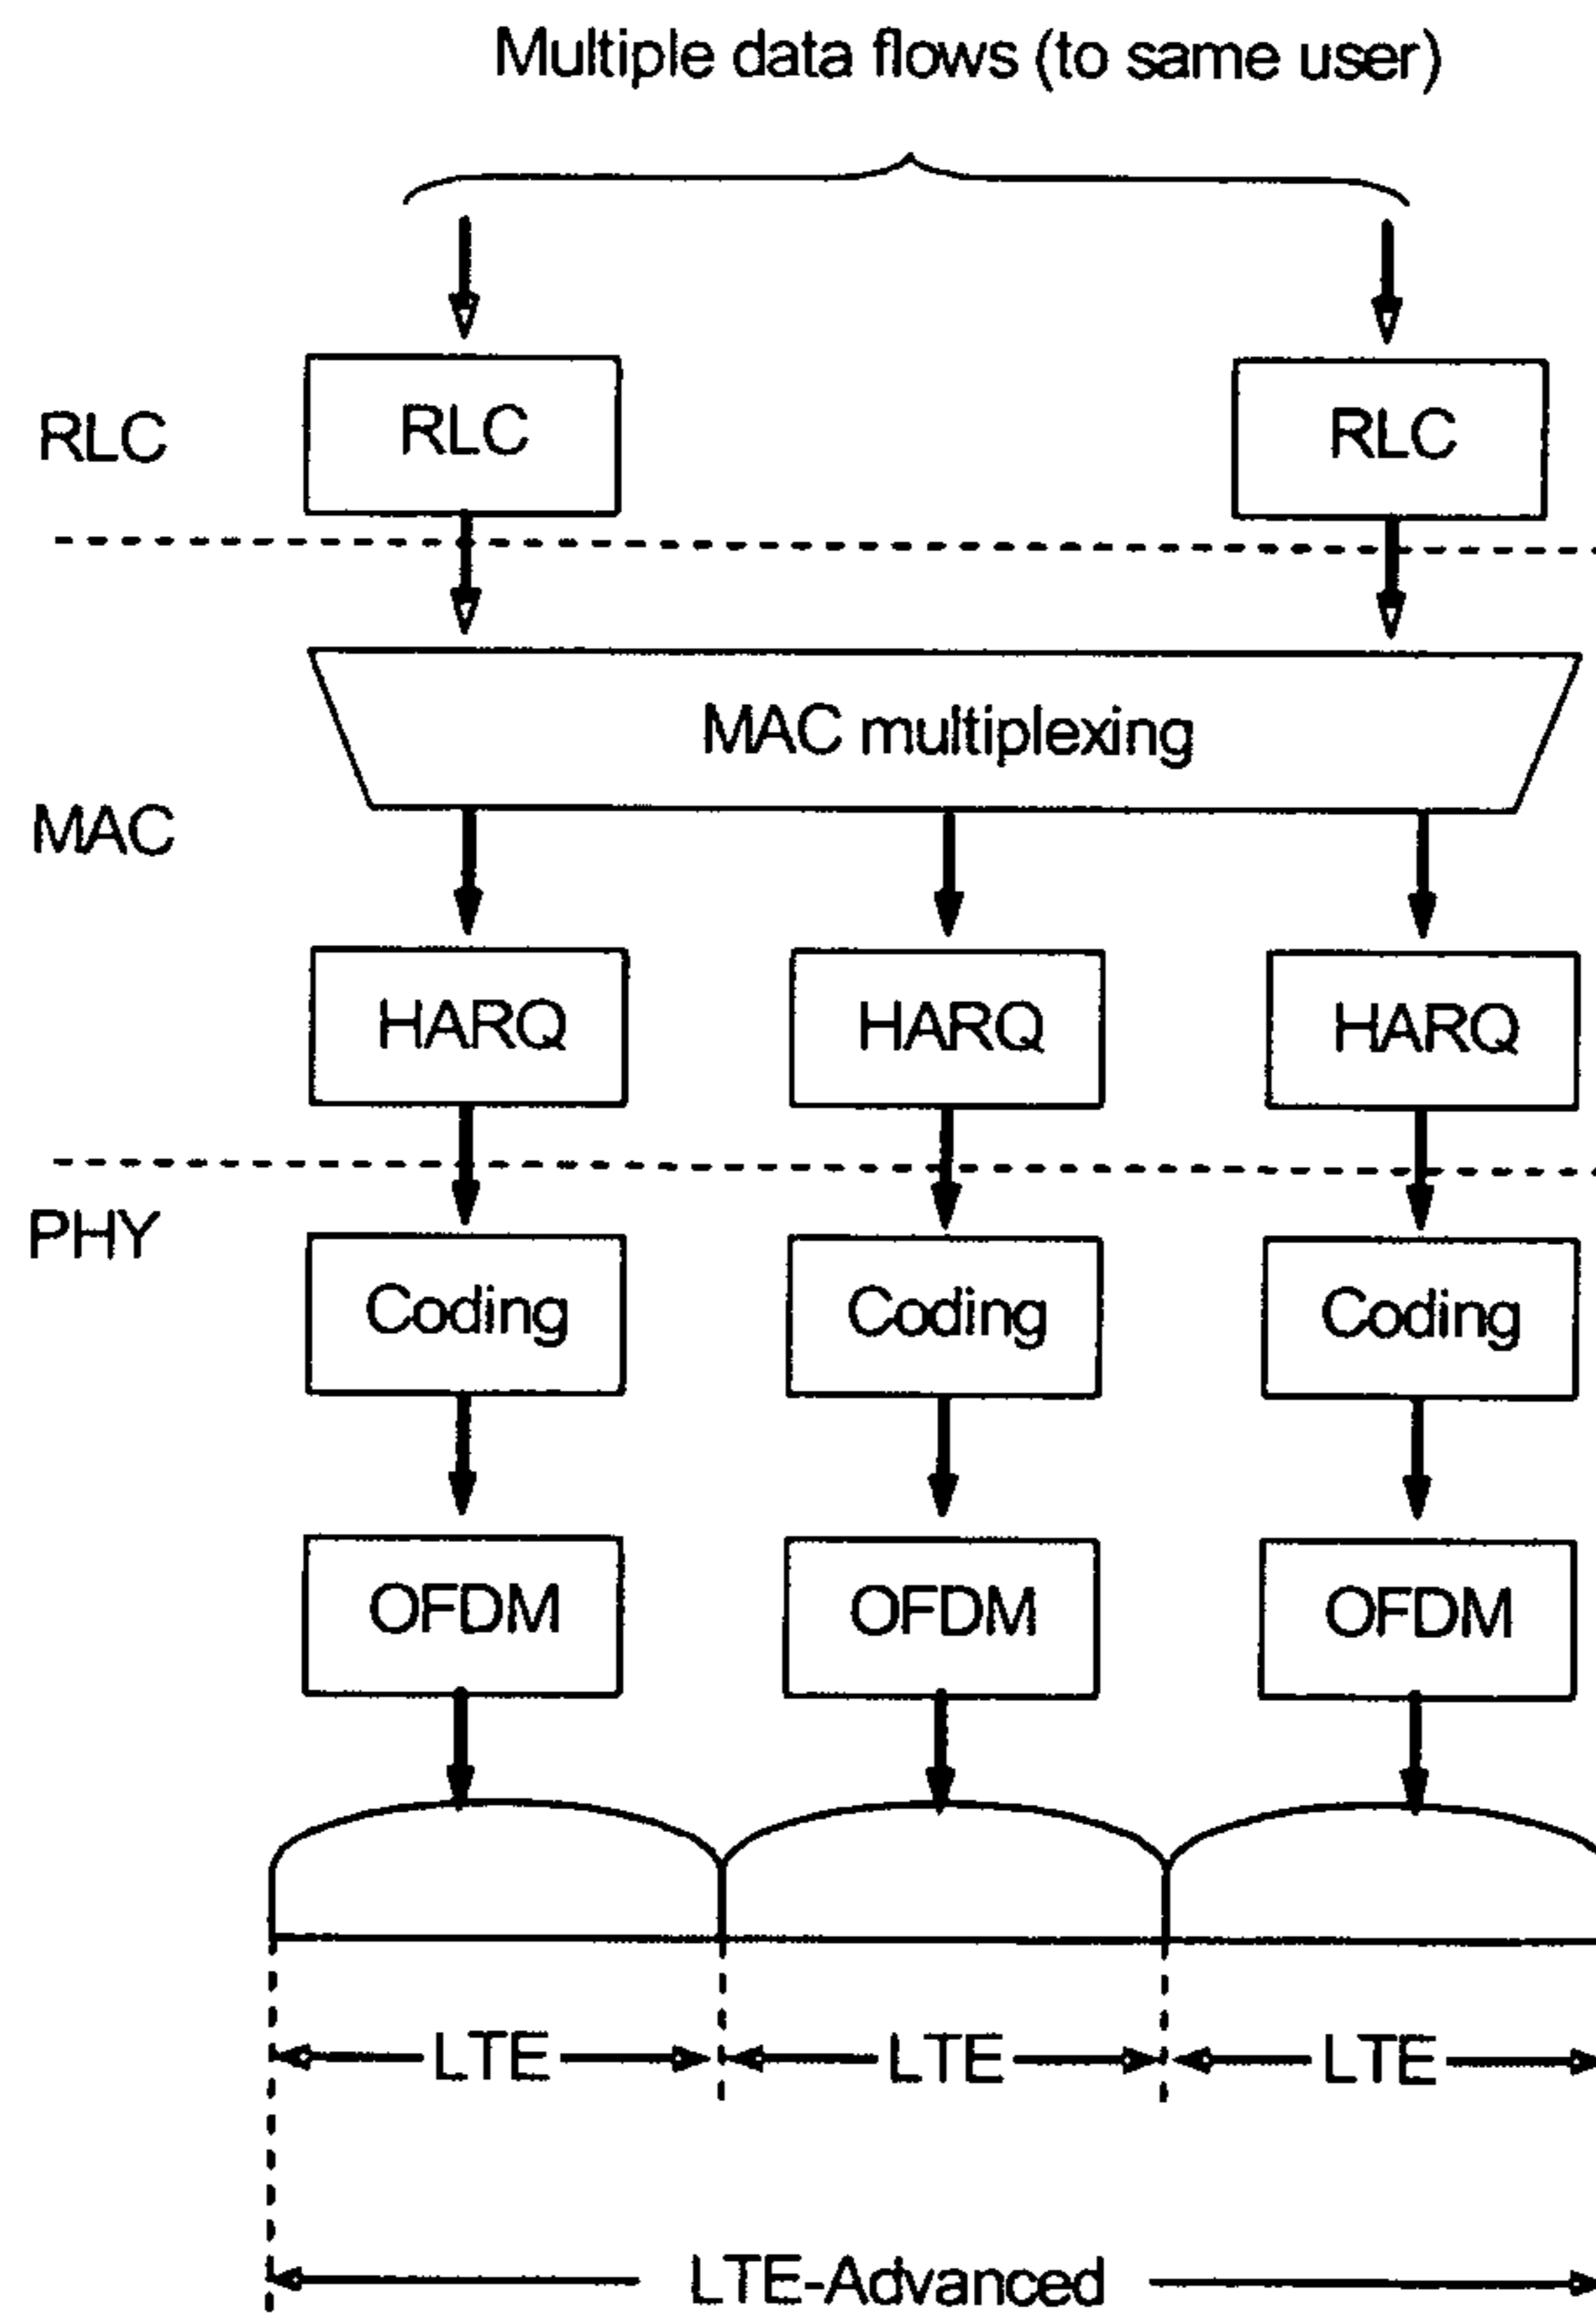 Multiple data flows (to same user)
RLC RLC RLC
MAC multiplexing
MAC
HARQ HARQ HARQ
PHY
Coding Coding Coding
OFDM OFDM OFDM
LTE LTE LTE
LTE-Advanced